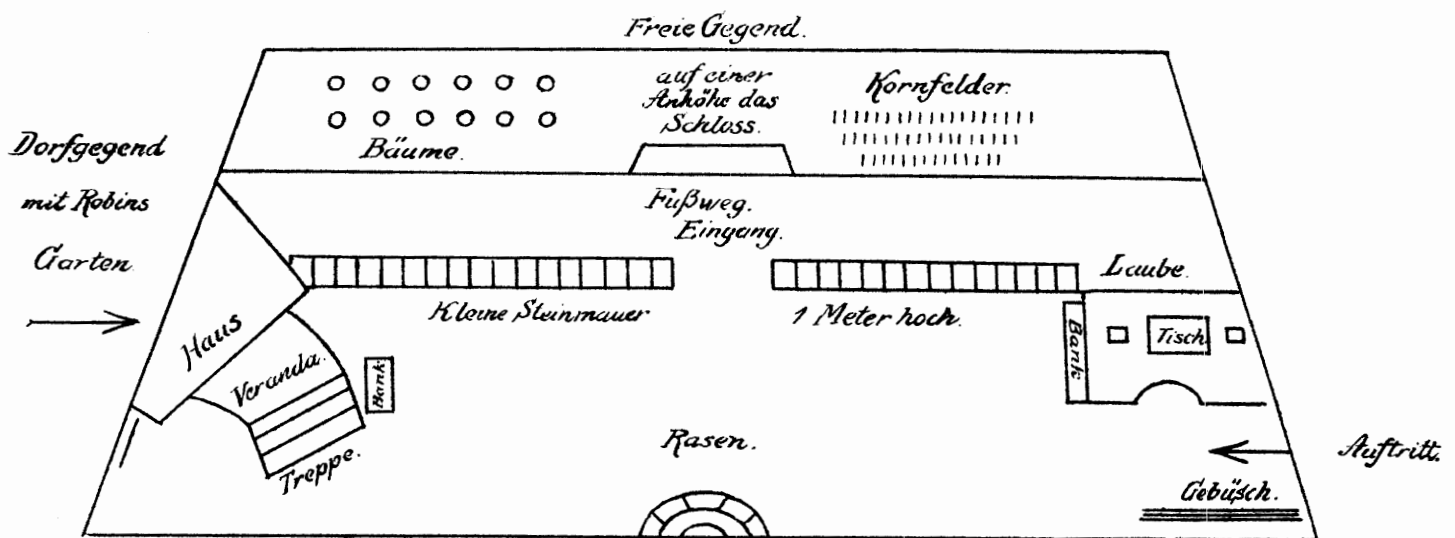 Freie Gegend.
auf einer
Anhöhe das
Schloss.
Kornfelder.
Bäume.
Dorfgegend
mit Robins
Garten.
Fußweg.
Eingang.
Laube.
Kleine Steinmauer
1 Meter hoch.
Haus
Veranda.
Bank
Bank
Tisch
Treppe.
Rasen.
Auftritt.
Gebüsch.